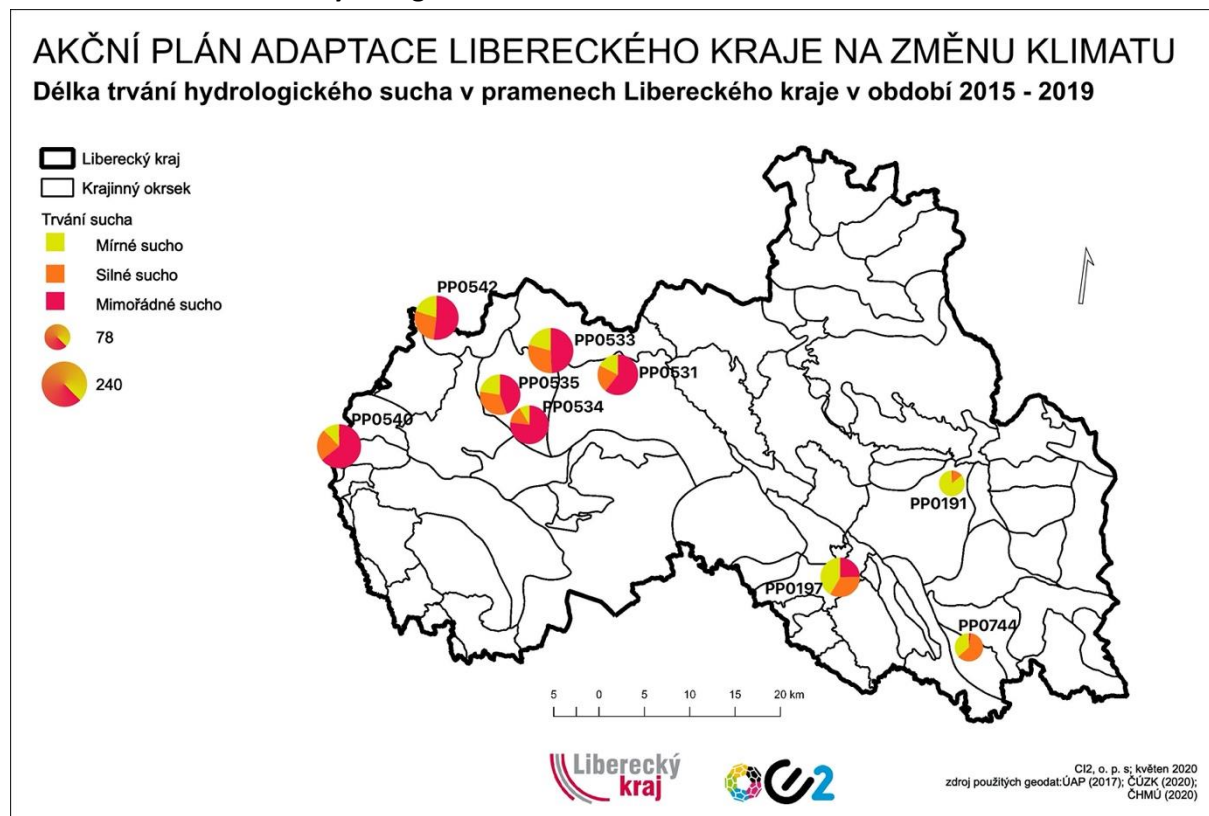 AKČNÍ PLÁN ADAPTACE LIBERECKÉHO KRAJE NA ZMĚNU KLIMATU
Délka trvání hydrologického sucha v pramenech Libereckého kraje v období 2015 - 2019
Liberecký kraj
Krajinný okrsek
Trvání sucha
Mírné sucho
Silné sucho
Mimořádné sucho
78
240
PP0542
PP0533
PP0531
PP0535
PP0534
PP0540
PP0191
PP0197
PP0744
5 0 5 10 15 20 km
Liberecký
kraj
CI2
CI2, o. p. s; květen 2020
zdroj použitých geodat:ÚAP (2017); ČÚZK (2020);
ČHMÚ (2020)